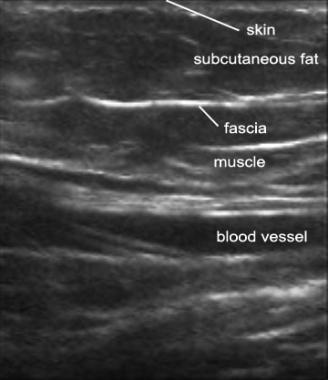 skin
subcutaneous fat
fascia
muscle
blood vessel